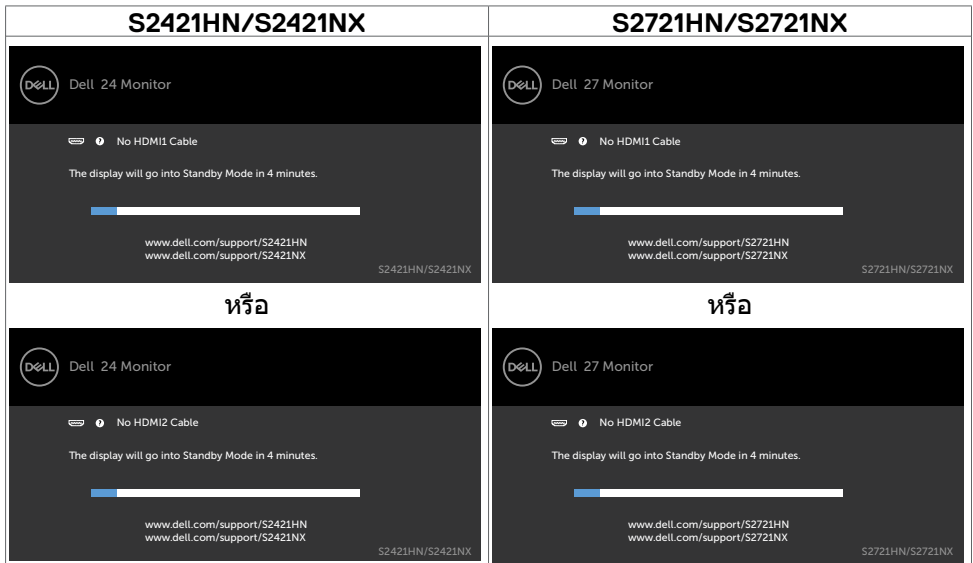 S2421HN/S2421NX
S2721HN/S2721NX
DELL
Dell 24 Monitor
No HDMI1 Cable
The display will go into Standby Mode in 4 minutes.
www.dell.com/support/S2421HN
www.dell.com/support/S2421NX
S2421HN/S2421NX
DELL
Dell 27 Monitor
No HDMI1 Cable
The display will go into Standby Mode in 4 minutes.
www.dell.com/support/S2721HN
www.dell.com/support/S2721NX
S2721HN/S2721NX
หรือ
หรือ
DELL
Dell 24 Monitor
No HDMI2 Cable
The display will go into Standby Mode in 4 minutes.
www.dell.com/support/S2421HN
www.dell.com/support/S2421NX
S2421HN/S2421NX
DELL
Dell 27 Monitor
No HDMI2 Cable
The display will go into Standby Mode in 4 minutes.
www.dell.com/support/S2721HN
www.dell.com/support/S2721NX
S2721HN/S2721NX